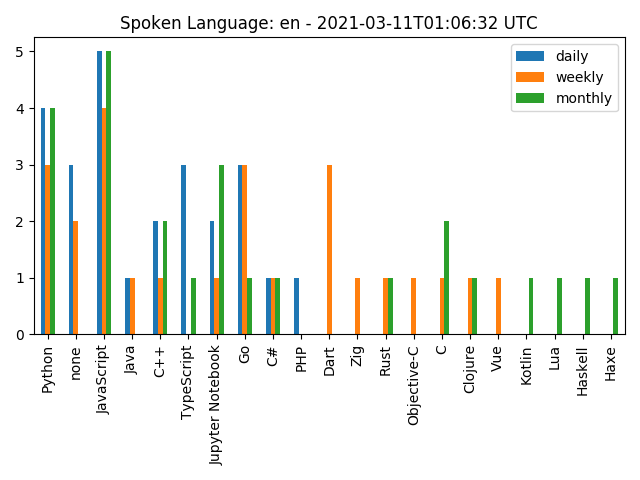 Spoken Language: en - 2021-03-11T01:06:32 UTC
daily
weekly
monthly
5
4
3
2
1
0
Python
none
JavaScript
Java
C++
TypeScript
Jupyter Notebook
Go
C#
PHP
Dart
Zig
Rust
Objective-C
C
Clojure
Vue
Kotlin
Lua
Haskell
Haxe